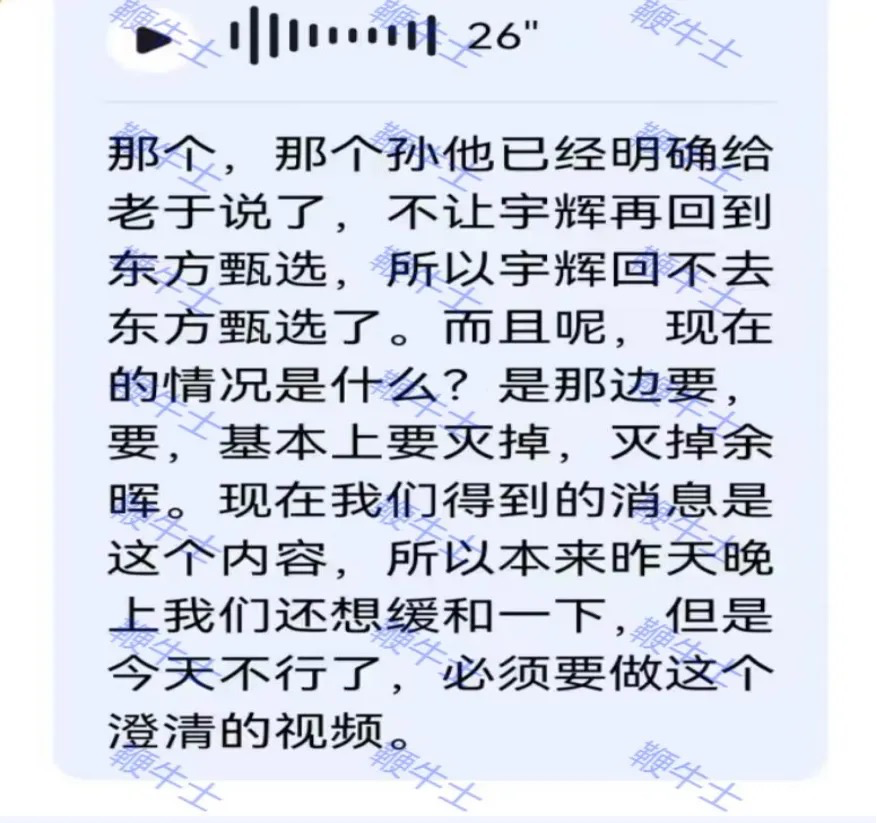 26"
那个，那个孙他已经明确给
老于说了，不让宇辉再回到
东方甄选，所以宇辉回不去
东方甄选了。而且呢，现在
的情况是什么？是那边要，
要，基本上要灭掉，灭掉余
晖。现在我们得到的消息是
这个内容，所以本来昨天晚
上我们还想缓和一下，但是
今天不行了，必须要做这个
澄清的视频。
鞭牛士